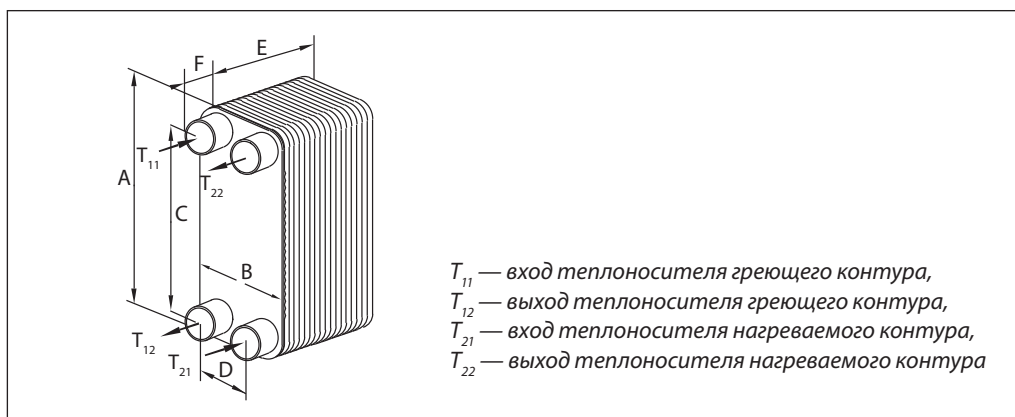 E
F
T₁₁
A
T₂₂
C
B
T₁₂
T₂₁
D
T₁₁ — вход теплоносителя греющего контура,
T₁₂ — выход теплоносителя греющего контура,
T₂₁ — вход теплоносителя нагреваемого контура,
T₂₂ — выход теплоносителя нагреваемого контура